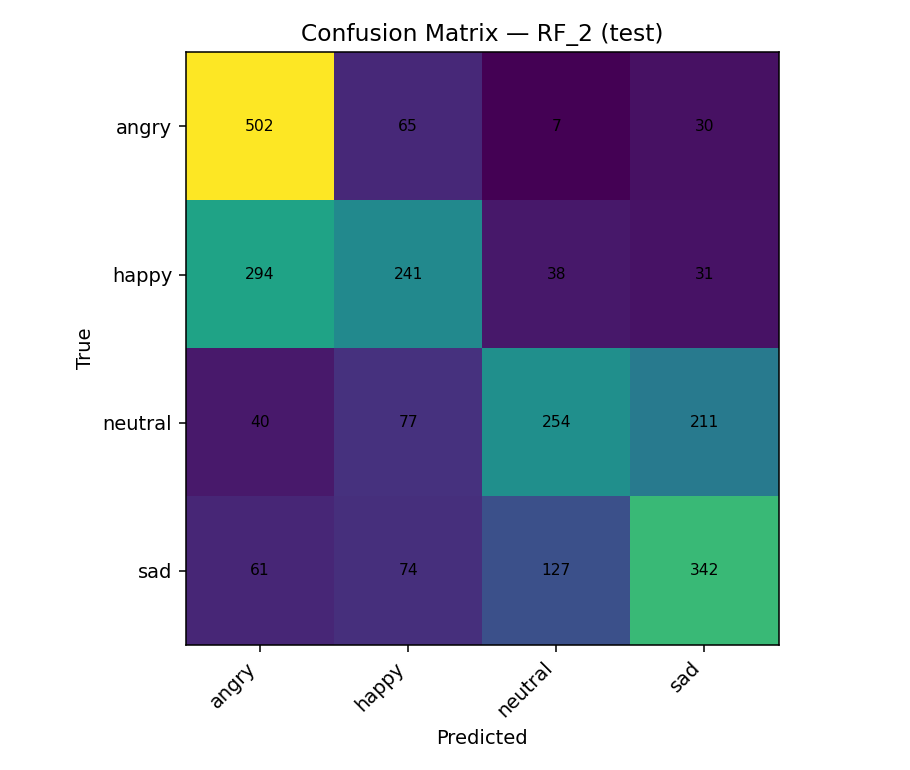 Confusion Matrix — RF_2 (test)
angry 502 65 7 30
happy 294 241 38 31
neutral 40 77 254 211
sad 61 74 127 342
True
angry happy neutral sad
Predicted